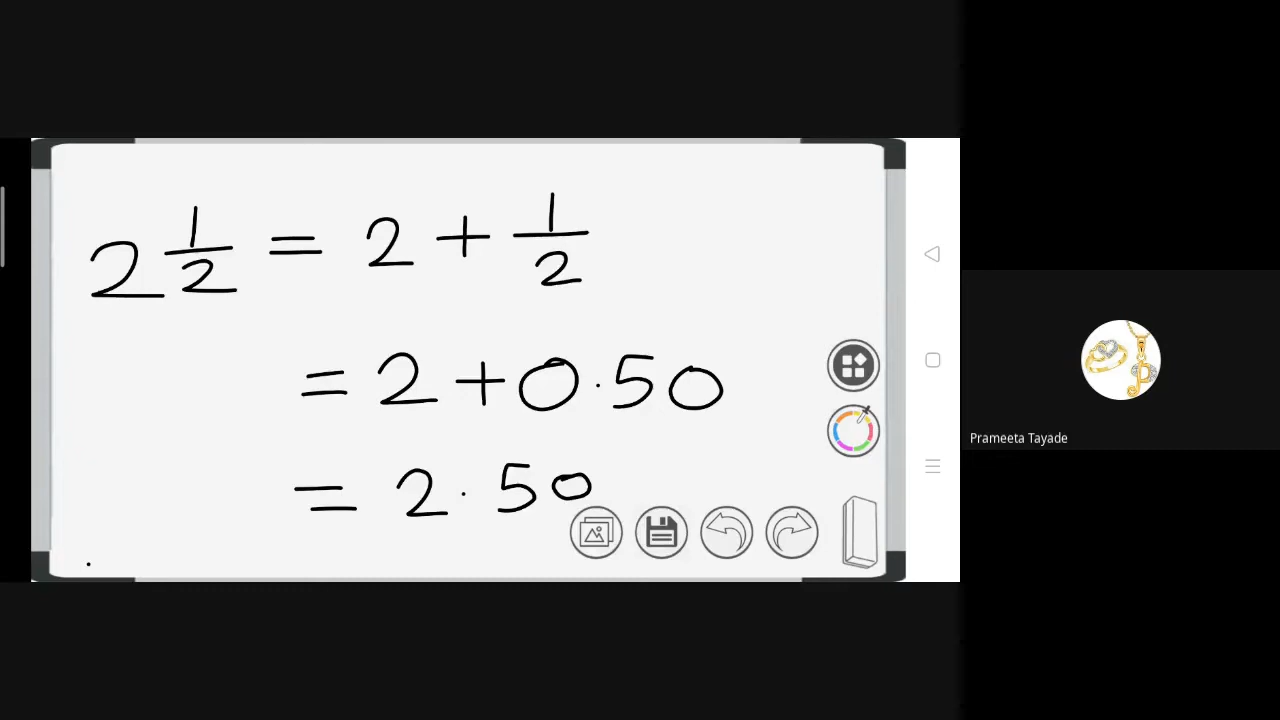 2 1/2 = 2 + 1/2
= 2 + 0.50
= 2.50
Prameeta Tayade